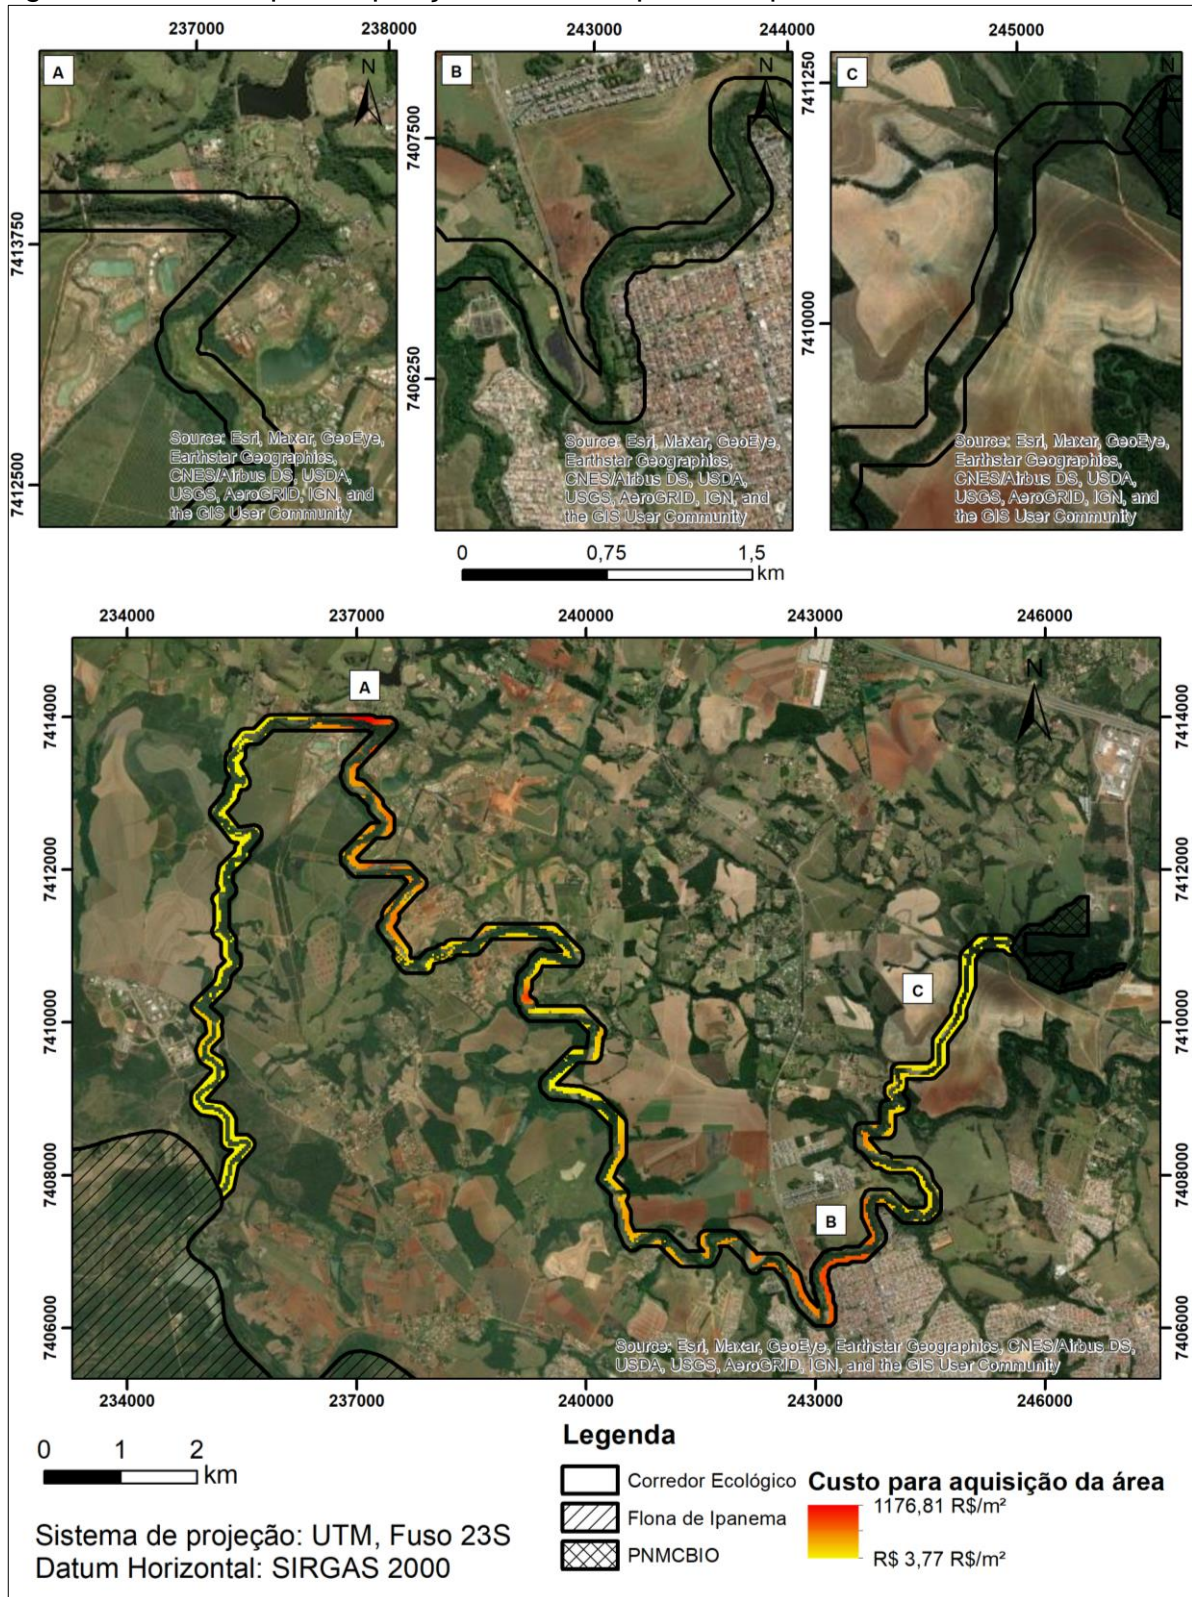 237000
238000
243000
244000
245000
A
N
B
N
C
N
7413750
7412500
7407500
7406250
7411250
7410000
Source: Esri, Maxar, GeoEye,
Earthstar Geographics,
CNES/Airbus DS, USDA,
USGS, AeroGRID, IGN, and
the GIS User Community
Source: Esri, Maxar, GeoEye,
Earthstar Geographics,
CNES/Airbus DS, USDA,
USGS, AeroGRID, IGN, and
the GIS User Community
Source: Esri, Maxar, GeoEye,
Earthstar Geographics,
CNES/Airbus DS, USDA,
USGS, AeroGRID, IGN, and
the GIS User Community
0 0,75 1,5
km
234000 237000 240000 243000 246000
N
A
7414000
7414000
7412000
7412000
C
7410000
7410000
7408000
7408000
B
7406000
7406000
Source: Esri, Maxar, GeoEye, Earthstar Geographics, CNES/Airbus DS,
USDA, USGS, AeroGRID, IGN, and the GIS User Community
234000 237000 240000 243000 246000
0 1 2
km
Sistema de projeção: UTM, Fuso 23S
Datum Horizontal: SIRGAS 2000
Legenda
Corredor Ecológico
Flona de Ipanema
PNMCBIO
Custo para aquisição da área
1176,81 R$/m²
R$ 3,77 R$/m²